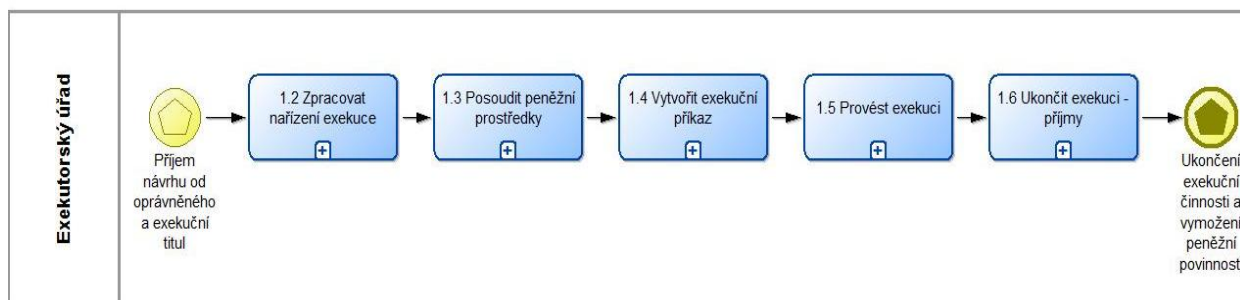 Exekutorský úřad
Příjem
návrhu od
oprávněného
a exekuční
titul
1.2 Zpracovat
nařízení exekuce
1.3 Posoudit peněžní
prostředky
1.4 Vytvořit exekuční
příkaz
1.5 Provést exekuci
1.6 Ukončit exekuci -
příjmy
Ukončení
exekuční
činnosti a
vymožení
peněžní
povinnost